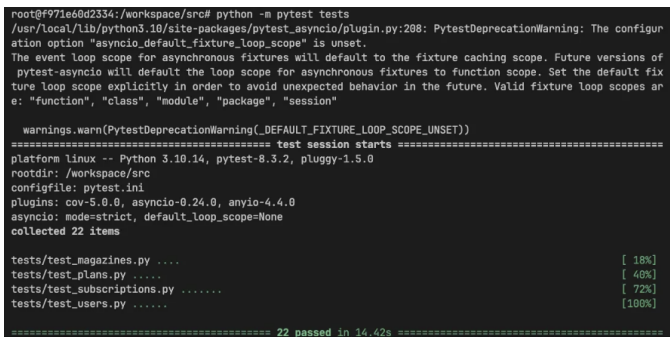 root@f971e60d2334:/workspace/src# python -m pytest tests
/usr/local/lib/python3.10/site-packages/pytest_asyncio/plugin.py:208: PytestDeprecationWarning: The configur
ation option "asyncio_default_fixture_loop_scope" is unset.
The event loop scope for asynchronous fixtures will default to the fixture caching scope. Future versions of
 pytest-asyncio will default the loop scope for asynchronous fixtures to function scope. Set the default fix
ture loop scope explicitly in order to avoid unexpected behavior in the future. Valid fixture loop scopes ar
e: "function", "class", "module", "package", "session"

  warnings.warn(PytestDeprecationWarning(_DEFAULT_FIXTURE_LOOP_SCOPE_UNSET))
========================================== test session starts ==========================================
platform linux -- Python 3.10.14, pytest-8.3.2, pluggy-1.5.0
rootdir: /workspace/src
configfile: pytest.ini
plugins: cov-5.0.0, asyncio-0.24.0, anyio-4.4.0
asyncio: mode=strict, default_loop_scope=None
collected 22 items

tests/test_magazines.py .... [ 18%]
tests/test_plans.py ..... [ 40%]
tests/test_subscriptions.py ....... [ 72%]
tests/test_users.py ...... [100%]

========================================== 22 passed in 14.42s ==========================================